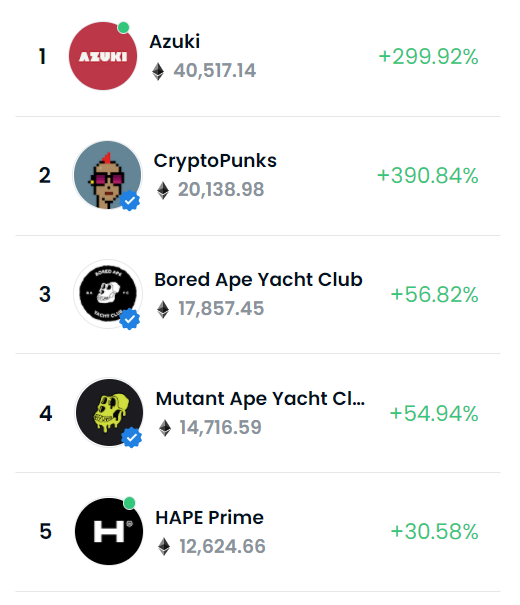 1
AZUKI
Azuki
40,517.14
+299.92%
2
CryptoPunks
20,138.98
+390.84%
3
BORED APE
YACHT CLUB
Bored Ape Yacht Club
17,857.45
+56.82%
4
Mutant Ape Yacht Cl...
14,716.59
+54.94%
5
H®
HAPE Prime
12,624.66
+30.58%